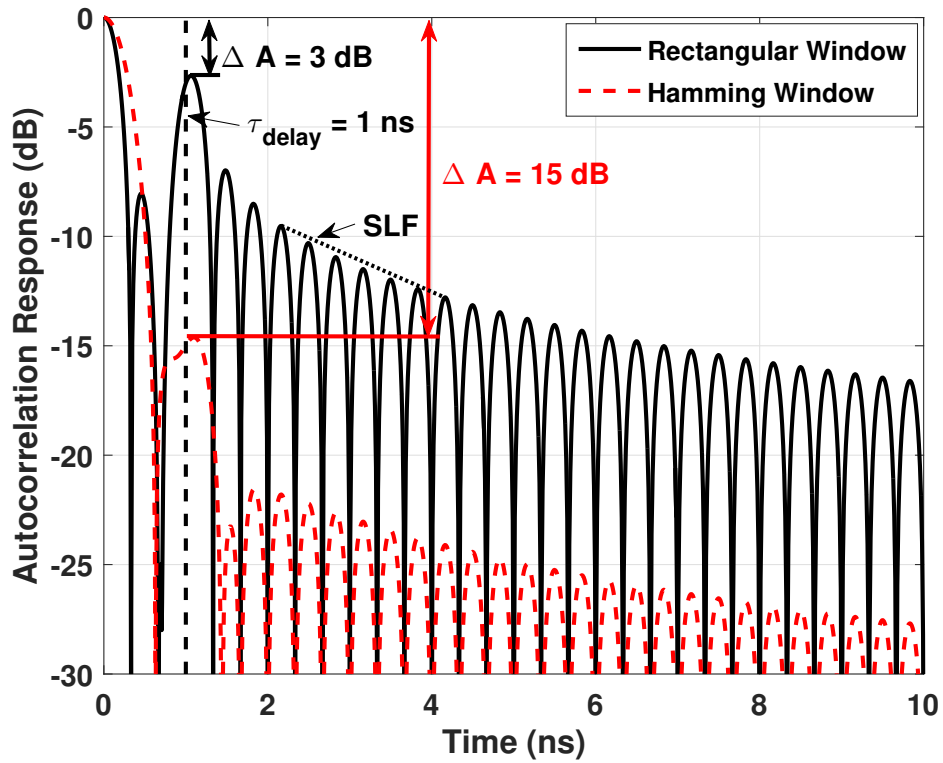 Rectangular Window
Hamming Window
Δ A = 3 dB
τdelay = 1 ns
Δ A = 15 dB
SLF
Autocorrelation Response (dB)
0
-5
-10
-15
-20
-25
-30
0 2 4 6 8 10
Time (ns)